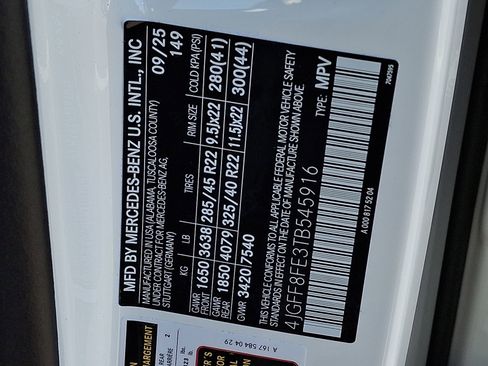 MFD BY MERCEDES-BENZ U.S. INTL., INC
MANUFACTURED IN USA (ALABAMA, TUSCALOOSA COUNTY)
UNDER CONTRACT FOR MERCEDES-BENZ AG,
STUTTGART (GERMANY)
09/25
149
KG LB TIRES RIM SIZE COLD KPA(PSI)
GAWR FRONT 1650 3638 285/45 R22 9.5Jx22 280(41)
GAWR REAR 1850 4079 325/40 R22 11.5Jx22 300(44)
GVWR 3420 7540
THIS VEHICLE CONFORMS TO ALL APPLICABLE FEDERAL MOTOR VEHICLE SAFETY
STANDARDS IN EFFECT ON THE DATE OF MANUFACTURE SHOWN ABOVE.
4JGFF8FE3TB545916
TYPE: MPV
A 000 817 52 04
A 167 584 04 29
CHARGEMENT
REAR
ARRIÈRE
2